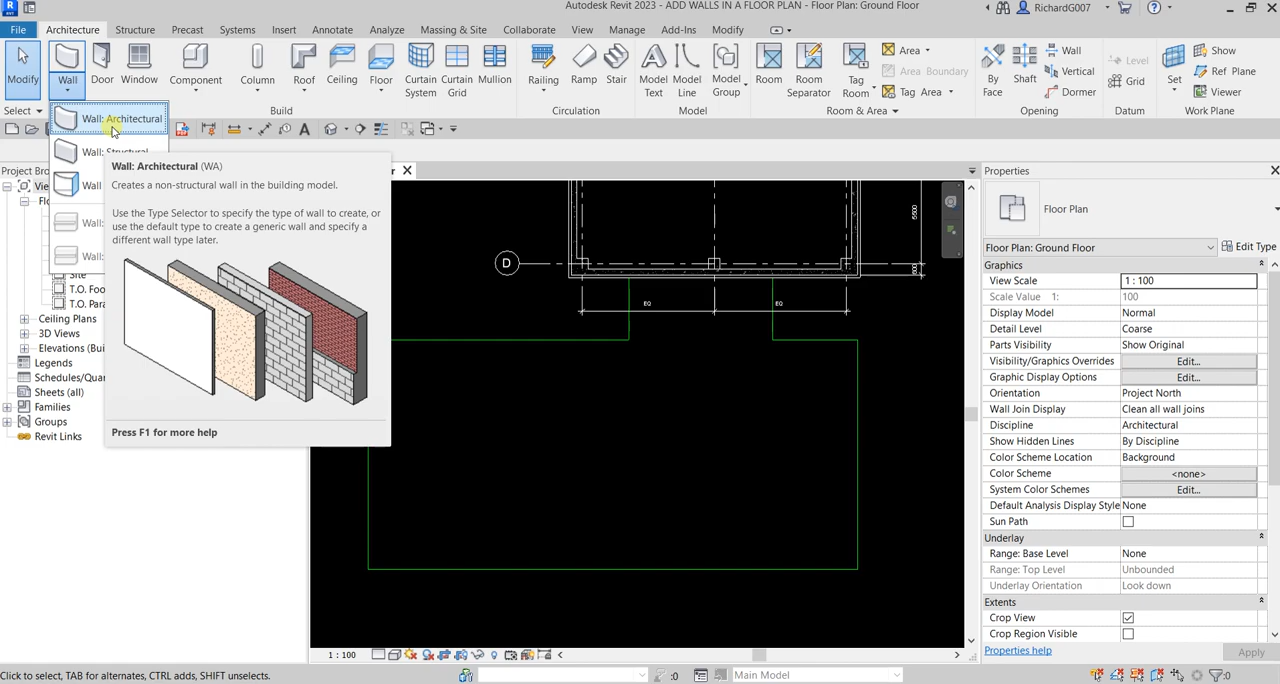 Autodesk Revit 2023 - ADD WALLS IN A FLOOR PLAN - Floor Plan: Ground Floor
RichardG007
File Architecture Structure Precast Systems Insert Annotate Analyze Massing & Site Collaborate View Manage Add-Ins Modify
Modify Wall Door Window Component Column Roof Ceiling Floor Curtain System Curtain Grid Mullion Railing Ramp Stair Model Text Model Line Model Group Room Room Separator Tag Room
Area
Area Boundary
Tag Area
By Face Shaft
Wall
Vertical
Dormer
Level
Grid
Set
Show
Ref Plane
Viewer
Select Build Circulation Model Room & Area Opening Datum Work Plane
Wall: Architectural
Wall: Structural
Wall
Wall:
Wall:
Wall: Architectural (WA)
Creates a non-structural wall in the building model.
Use the Type Selector to specify the type of wall to create, or
use the default type to create a generic wall and specify a
different wall type later.
Press F1 for more help
Project Bro
Site
T.O. Foo
T.O. Para
Ceiling Plans
3D Views
Elevations (Bui
Legends
Schedules/Quar
Sheets (all)
Families
Groups
Revit Links
D
EQ EQ
5500
Properties
Floor Plan
Floor Plan: Ground Floor Edit Type
Graphics
View Scale 1 : 100
Scale Value 1: 100
Display Model Normal
Detail Level Coarse
Parts Visibility Show Original
Visibility/Graphics Overrides Edit...
Graphic Display Options Edit...
Orientation Project North
Wall Join Display Clean all wall joins
Discipline Architectural
Show Hidden Lines By Discipline
Color Scheme Location Background
Color Scheme <none>
System Color Schemes Edit...
Default Analysis Display Style None
Sun Path
Underlay
Range: Base Level None
Range: Top Level Unbounded
Underlay Orientation Look down
Extents
Crop View
Crop Region Visible
Properties help Apply
1 : 100
Click to select, TAB for alternates, CTRL adds, SHIFT unselects.
:0 Main Model :0